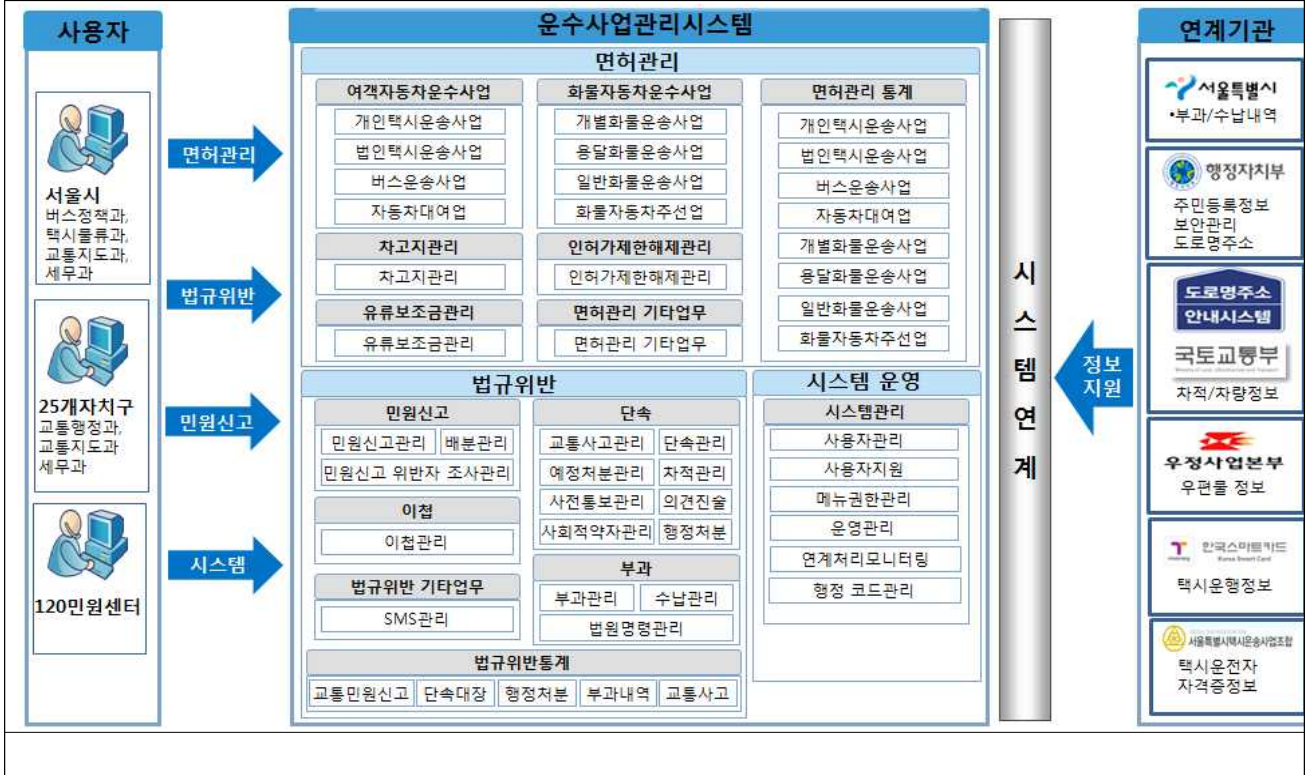 사용자
서울시
버스정책과,
택시물류과,
교통지도과,
세무과
25개자치구
교통행정과,
교통지도과
세무과
120민원센터
면허관리
법규위반
민원신고
시스템
운수사업관리시스템
면허관리
여객자동차운수사업
개인택시운송사업
법인택시운송사업
버스운송사업
자동차대여업
차고지관리
차고지관리
유류보조금관리
유류보조금관리
화물자동차운수사업
개별화물운송사업
용달화물운송사업
일반화물운송사업
화물자동차주선업
인허가제한해제관리
인허가제한해제관리
면허관리 기타업무
면허관리 기타업무
면허관리 통계
개인택시운송사업
법인택시운송사업
버스운송사업
자동차대여업
개별화물운송사업
용달화물운송사업
일반화물운송사업
화물자동차주선업
법규위반
민원신고
민원신고관리 배분관리
민원신고 위반자 조사관리
이첩
이첩관리
법규위반 기타업무
SMS관리
단속
교통사고관리 단속관리
예정처분관리 차적관리
사전통보관리 의견진술
사회적약자관리 행정처분
부과
부과관리 수납관리
법원명령관리
법규위반통계
교통민원신고 단속대장 행정처분 부과내역 교통사고
시스템 운영
시스템관리
사용자관리
사용자지원
메뉴권한관리
운영관리
연계처리모니터링
행정 코드관리
시
스
템
연
계
정보
지원
연계기관
서울특별시
•부과/수납내역
행정자치부
주민등록정보
보안관리
도로명주소
도로명주소
안내시스템
국토교통부
차적/차량정보
우정사업본부
우편물 정보
한국스마트카드
Korea Smart Card
택시운행정보
서울특별시택시운송사업조합
택시운전자
자격증정보